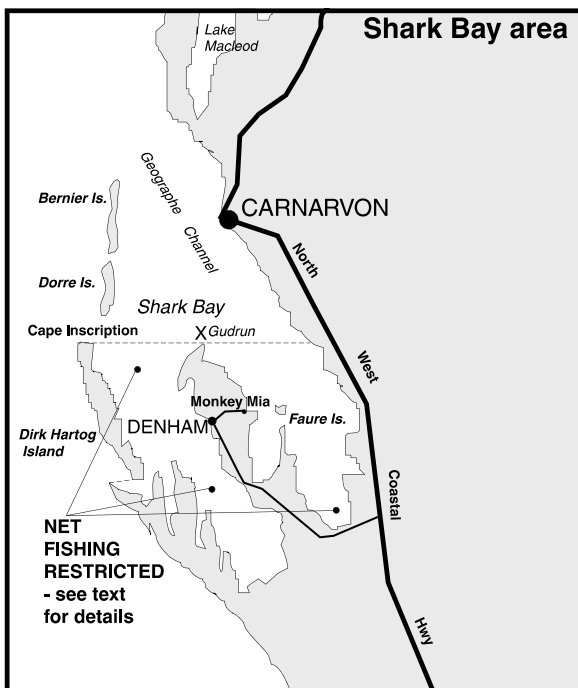 Shark Bay area
Lake
Macleod
Geographe
Channel
Bernier Is.
CARNARVON
North
Dorre Is.
Shark Bay
Cape Inscription
X Gudrun
West
Monkey Mia
DENHAM
Faure Is.
Dirk Hartog
Island
Coastal
NET
FISHING
RESTRICTED
- see text
for details
Hwy